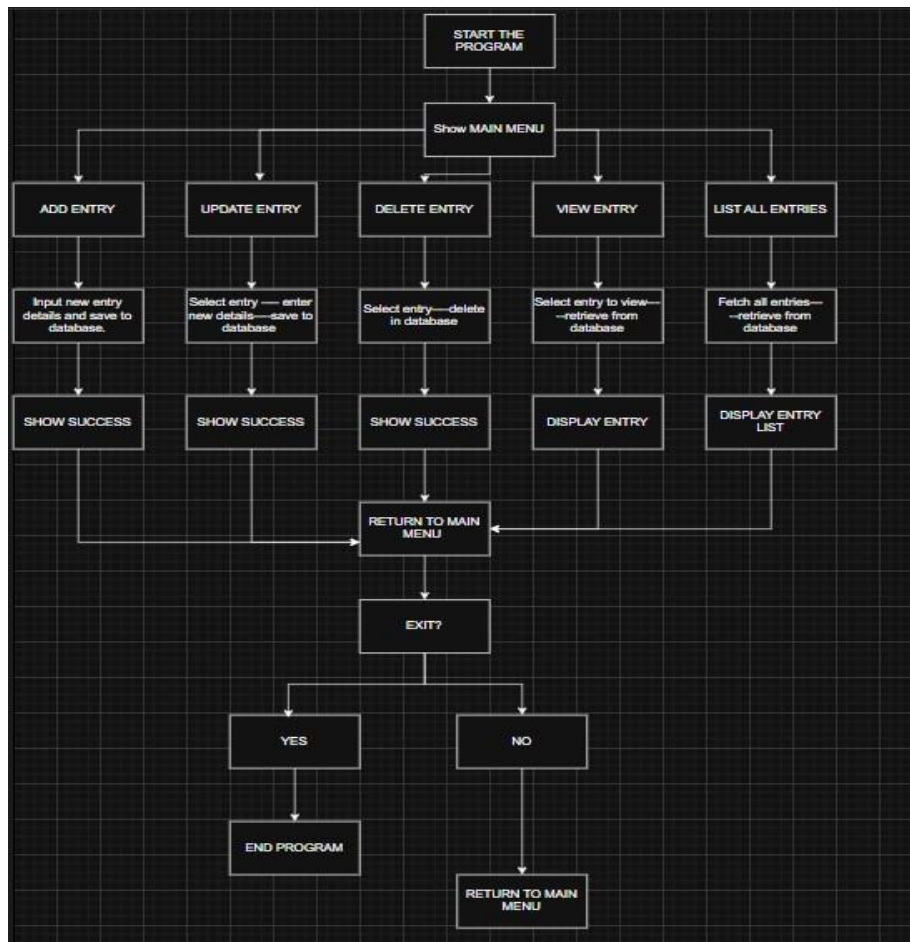 START THE
PROGRAM
Show MAIN MENU
ADD ENTRY
UPDATE ENTRY
DELETE ENTRY
VIEW ENTRY
LIST ALL ENTRIES
Input new entry
details and save to
database.
Select entry ---- enter
new details----save to
database
Select entry----delete
in database
Select entry to view---
--retrieve from
database
Fetch all entries---
--retrieve from
database
SHOW SUCCESS
SHOW SUCCESS
SHOW SUCCESS
DISPLAY ENTRY
DISPLAY ENTRY
LIST
RETURN TO MAIN
MENU
EXIT?
YES
NO
END PROGRAM
RETURN TO MAIN
MENU